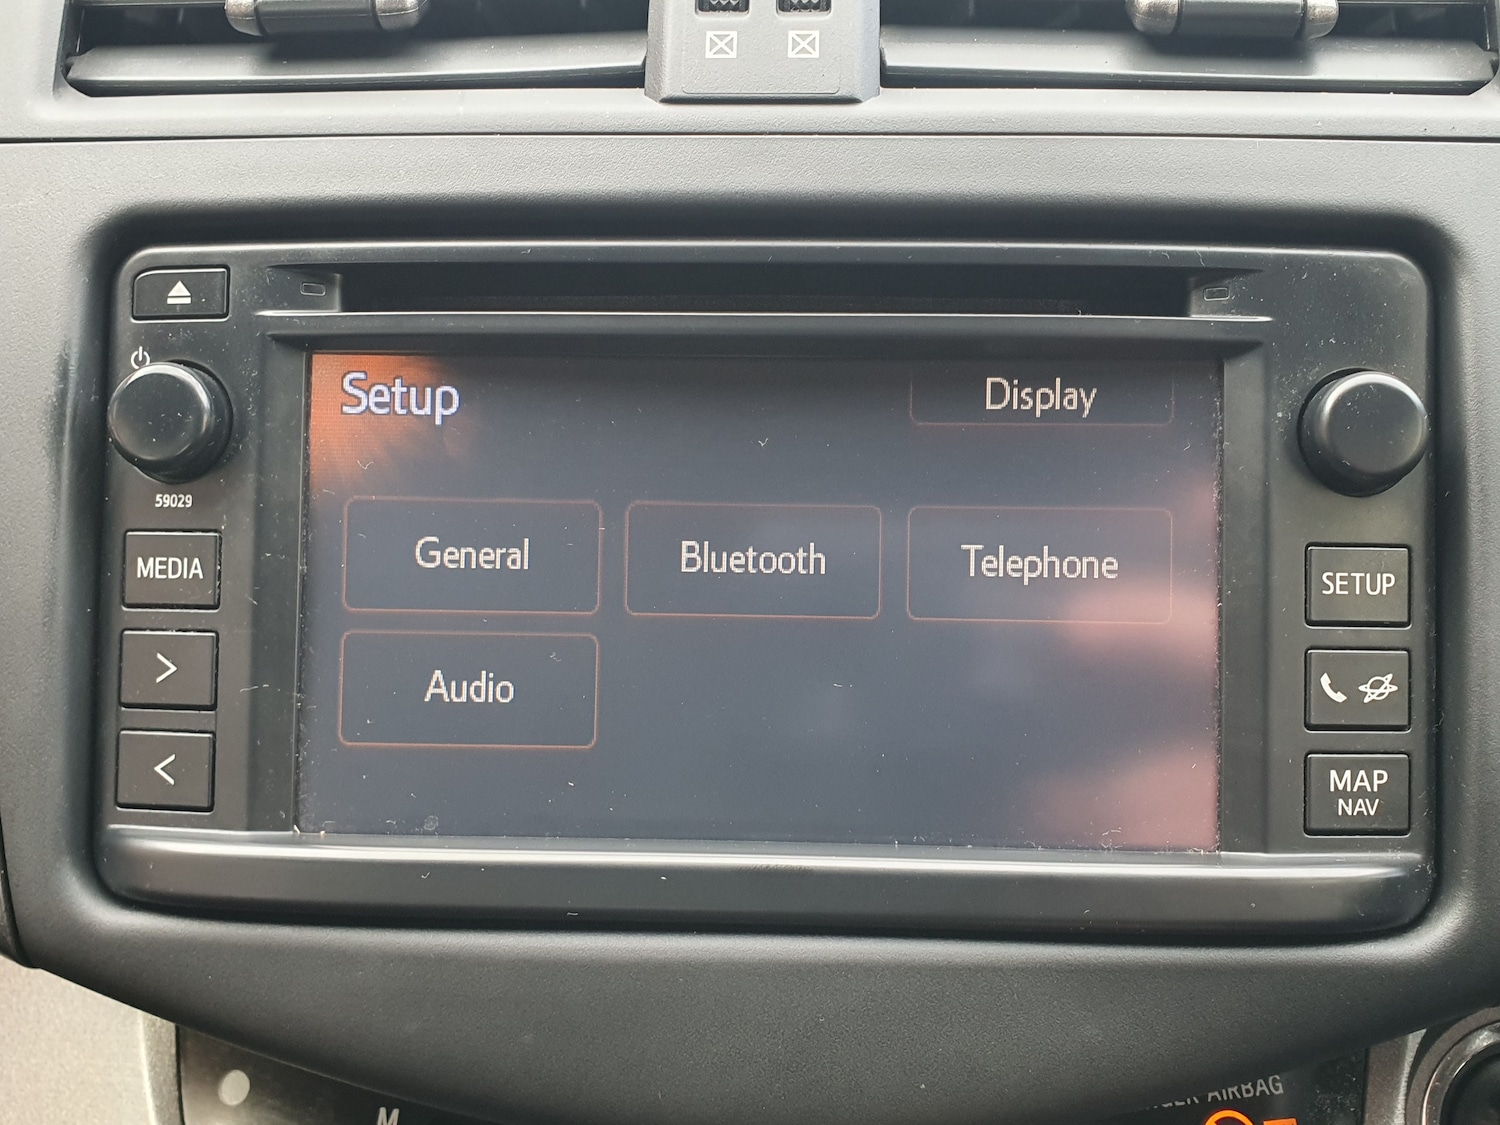 Setup
Display
59029
General
Bluetooth
Telephone
MEDIA
SETUP
Audio
>
<
MAP
NAV
AIRBAG